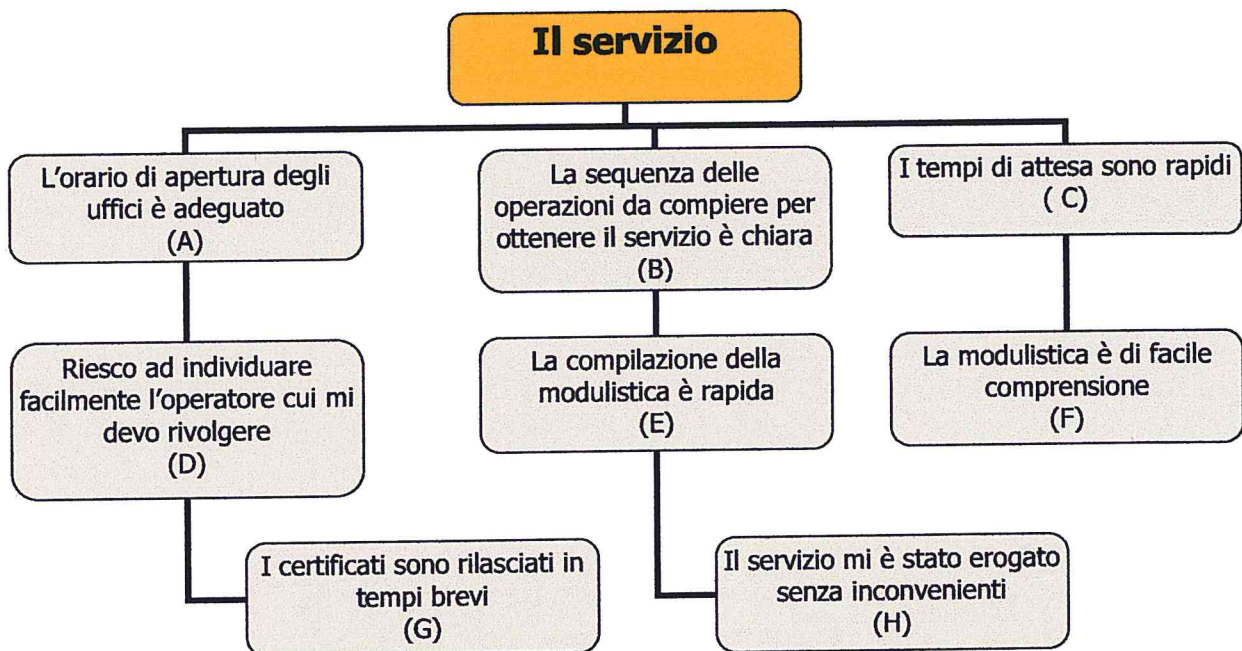 Il servizio
L'orario di apertura degli
uffici è adeguato
(A)
La sequenza delle
operazioni da compiere per
ottenere il servizio è chiara
(B)
I tempi di attesa sono rapidi
( C)
Riesco ad individuare
facilmente l'operatore cui mi
devo rivolgere
(D)
La compilazione della
modulistica è rapida
(E)
La modulistica è di facile
comprensione
(F)
I certificati sono rilasciati in
tempi brevi
(G)
Il servizio mi è stato erogato
senza inconvenienti
(H)